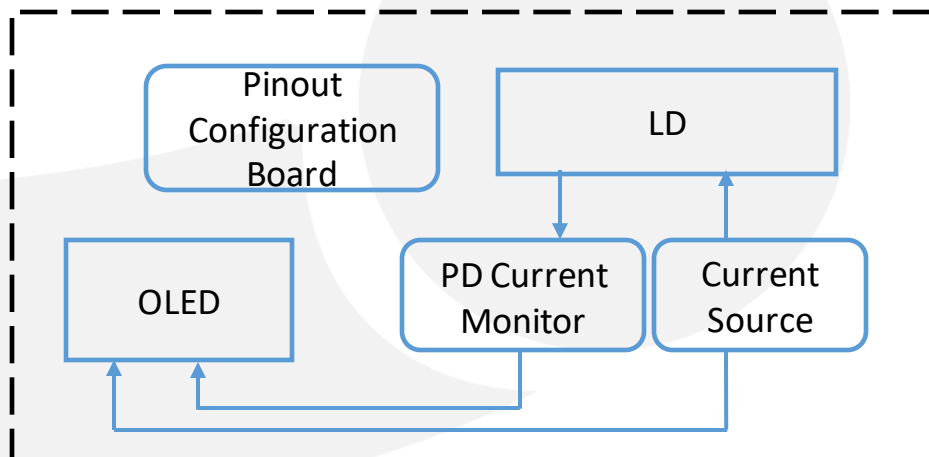 Pinout
Configuration
Board
LD
OLED
PD Current
Monitor
Current
Source